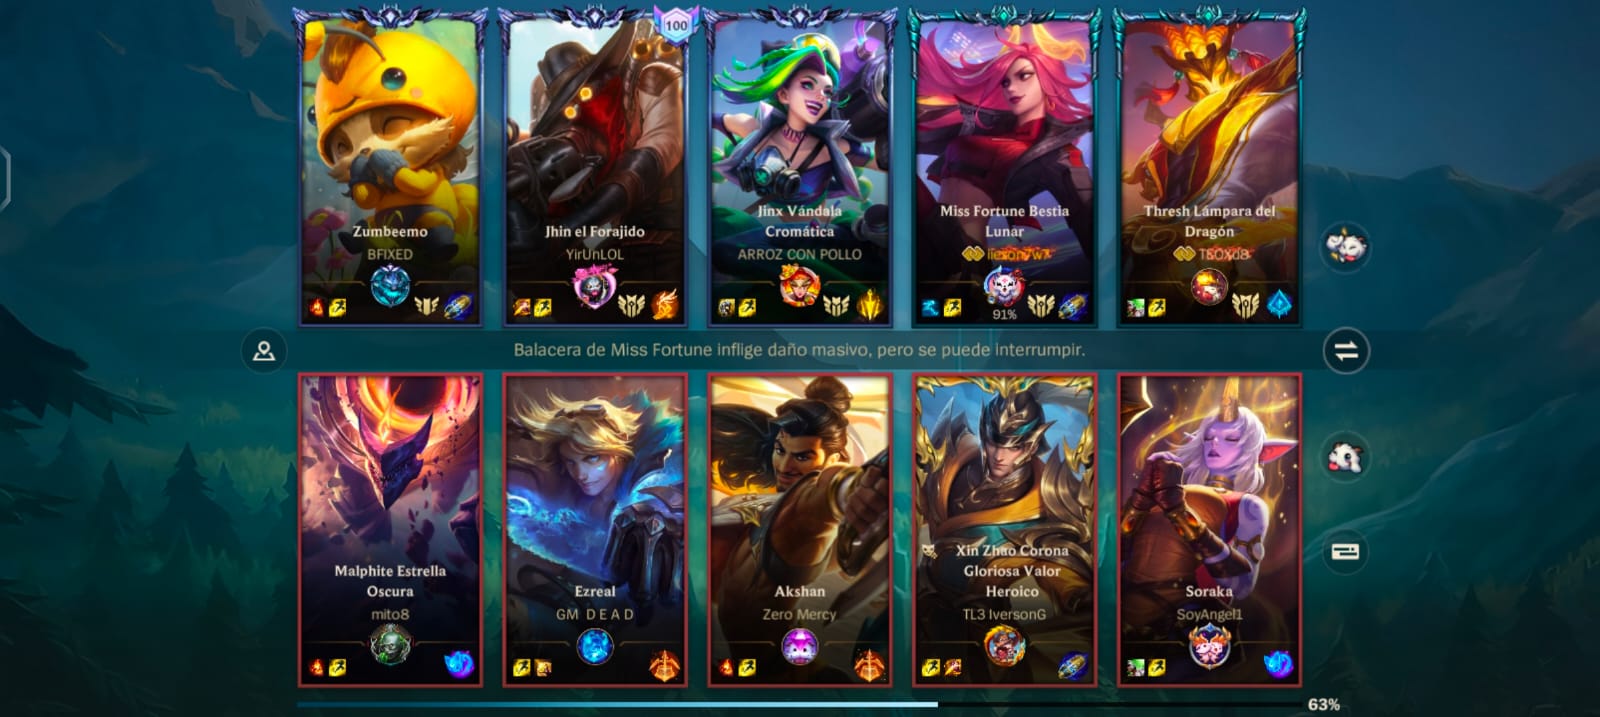 100
Zumbeemo
BFIXED
Jhin el Forajido
YirUnLOL
Jinx Vándala
Cromática
ARROZ CON POLLO
Miss Fortune Bestia
Lunar
91%
Thresh Lámpara del
Dragón
Balacera de Miss Fortune inflige daño masivo, pero se puede interrumpir.
Malphite Estrella
Oscura
mito8
Ezreal
GM D E A D
Akshan
Zero Mercy
Xin Zhao Corona
Gloriosa Valor
Heroico
TL3 IversonG
Soraka
SoyAngel1
63%